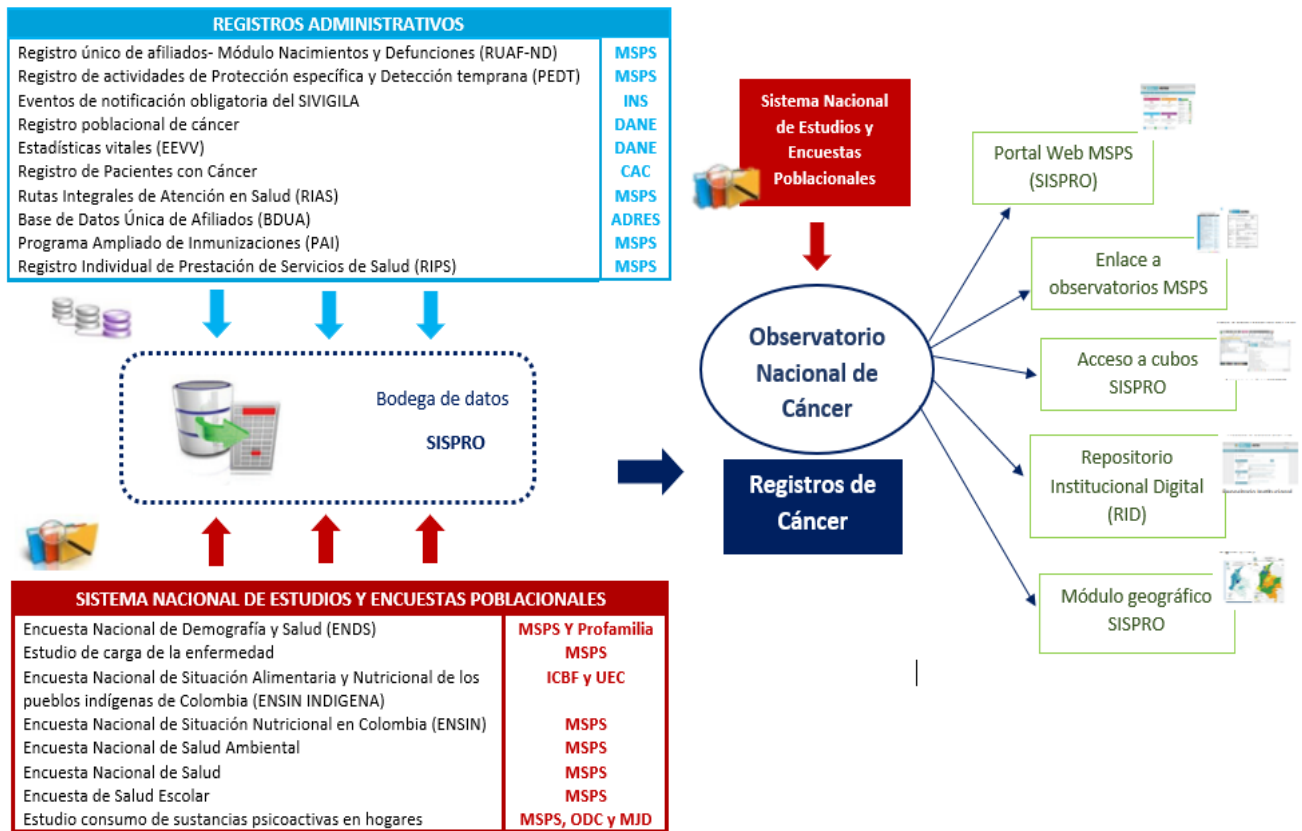 REGISTROS ADMINISTRATIVOS
Registro único de afiliados- Módulo Nacimientos y Defunciones (RUAF-ND) MSPS
Registro de actividades de Protección específica y Detección temprana (PEDT) MSPS
Eventos de notificación obligatoria del SIVIGILA INS
Registro poblacional de cáncer DANE
Estadísticas vitales (EEVV) DANE
Registro de Pacientes con Cáncer CAC
Rutas Integrales de Atención en Salud (RIAS) MSPS
Base de Datos Única de Afiliados (BDUA) ADRES
Programa Ampliado de Inmunizaciones (PAI) MSPS
Registro Individual de Prestación de Servicios de Salud (RIPS) MSPS
Bodega de datos
SISPRO
SISTEMA NACIONAL DE ESTUDIOS Y ENCUESTAS POBLACIONALES
Encuesta Nacional de Demografía y Salud (ENDS) MSPS Y Profamilia
Estudio de carga de la enfermedad MSPS
Encuesta Nacional de Situación Alimentaria y Nutricional de los ICBF y UEC
pueblos indígenas de Colombia (ENSIN INDIGENA)
Encuesta Nacional de Situación Nutricional en Colombia (ENSIN) MSPS
Encuesta Nacional de Salud Ambiental MSPS
Encuesta Nacional de Salud MSPS
Encuesta de Salud Escolar MSPS
Estudio consumo de sustancias psicoactivas en hogares MSPS, ODC y MJD
Sistema Nacional
de Estudios y
Encuestas
Poblacionales
Observatorio
Nacional de
Cáncer
Registros de
Cáncer
Portal Web MSPS
(SISPRO)
Enlace a
observatorios MSPS
Acceso a cubos
SISPRO
Repositorio
Institucional Digital
(RID)
Módulo geográfico
SISPRO